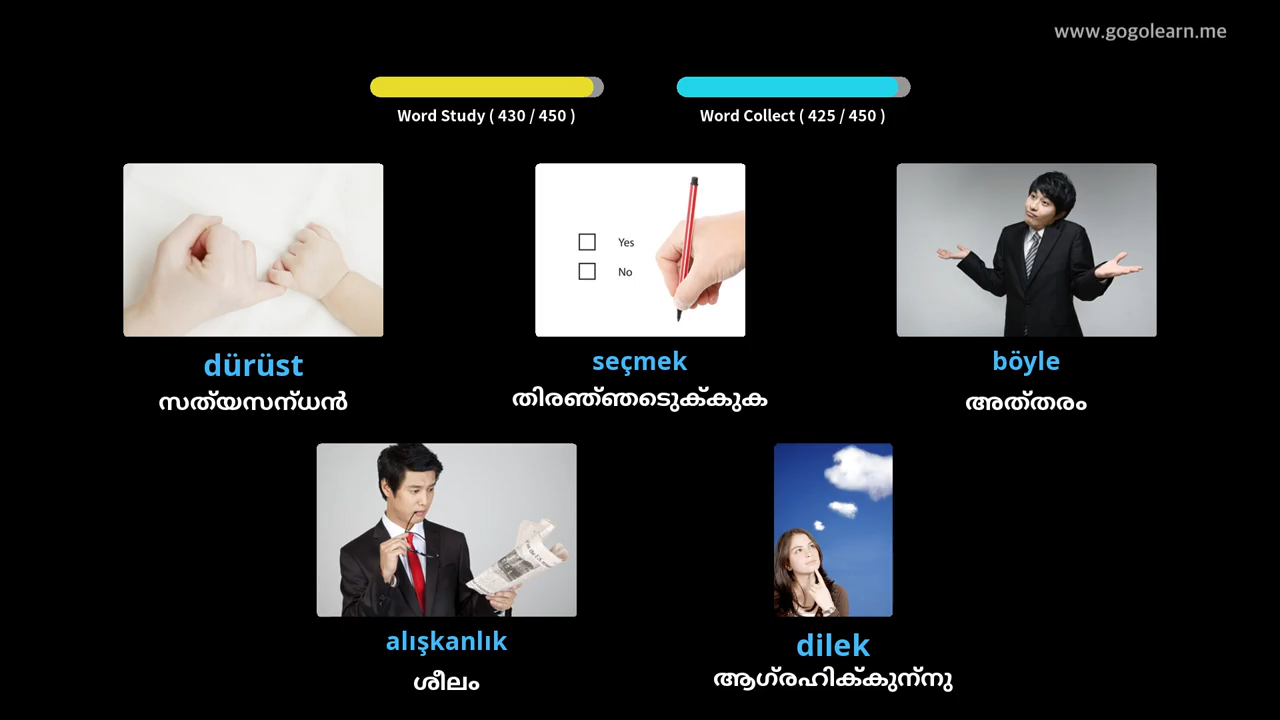 www.gogolearn.me
Word Study ( 430 / 450 )
Word Collect ( 425 / 450 )
Yes
No
dürüst
seçmek
böyle
സത്യസന്ധൻ
തിരഞ്ഞെടുക്കുക
അത്തരം
alışkanlık
dilek
ശീലം
ആഗ്രഹിക്കുന്നു